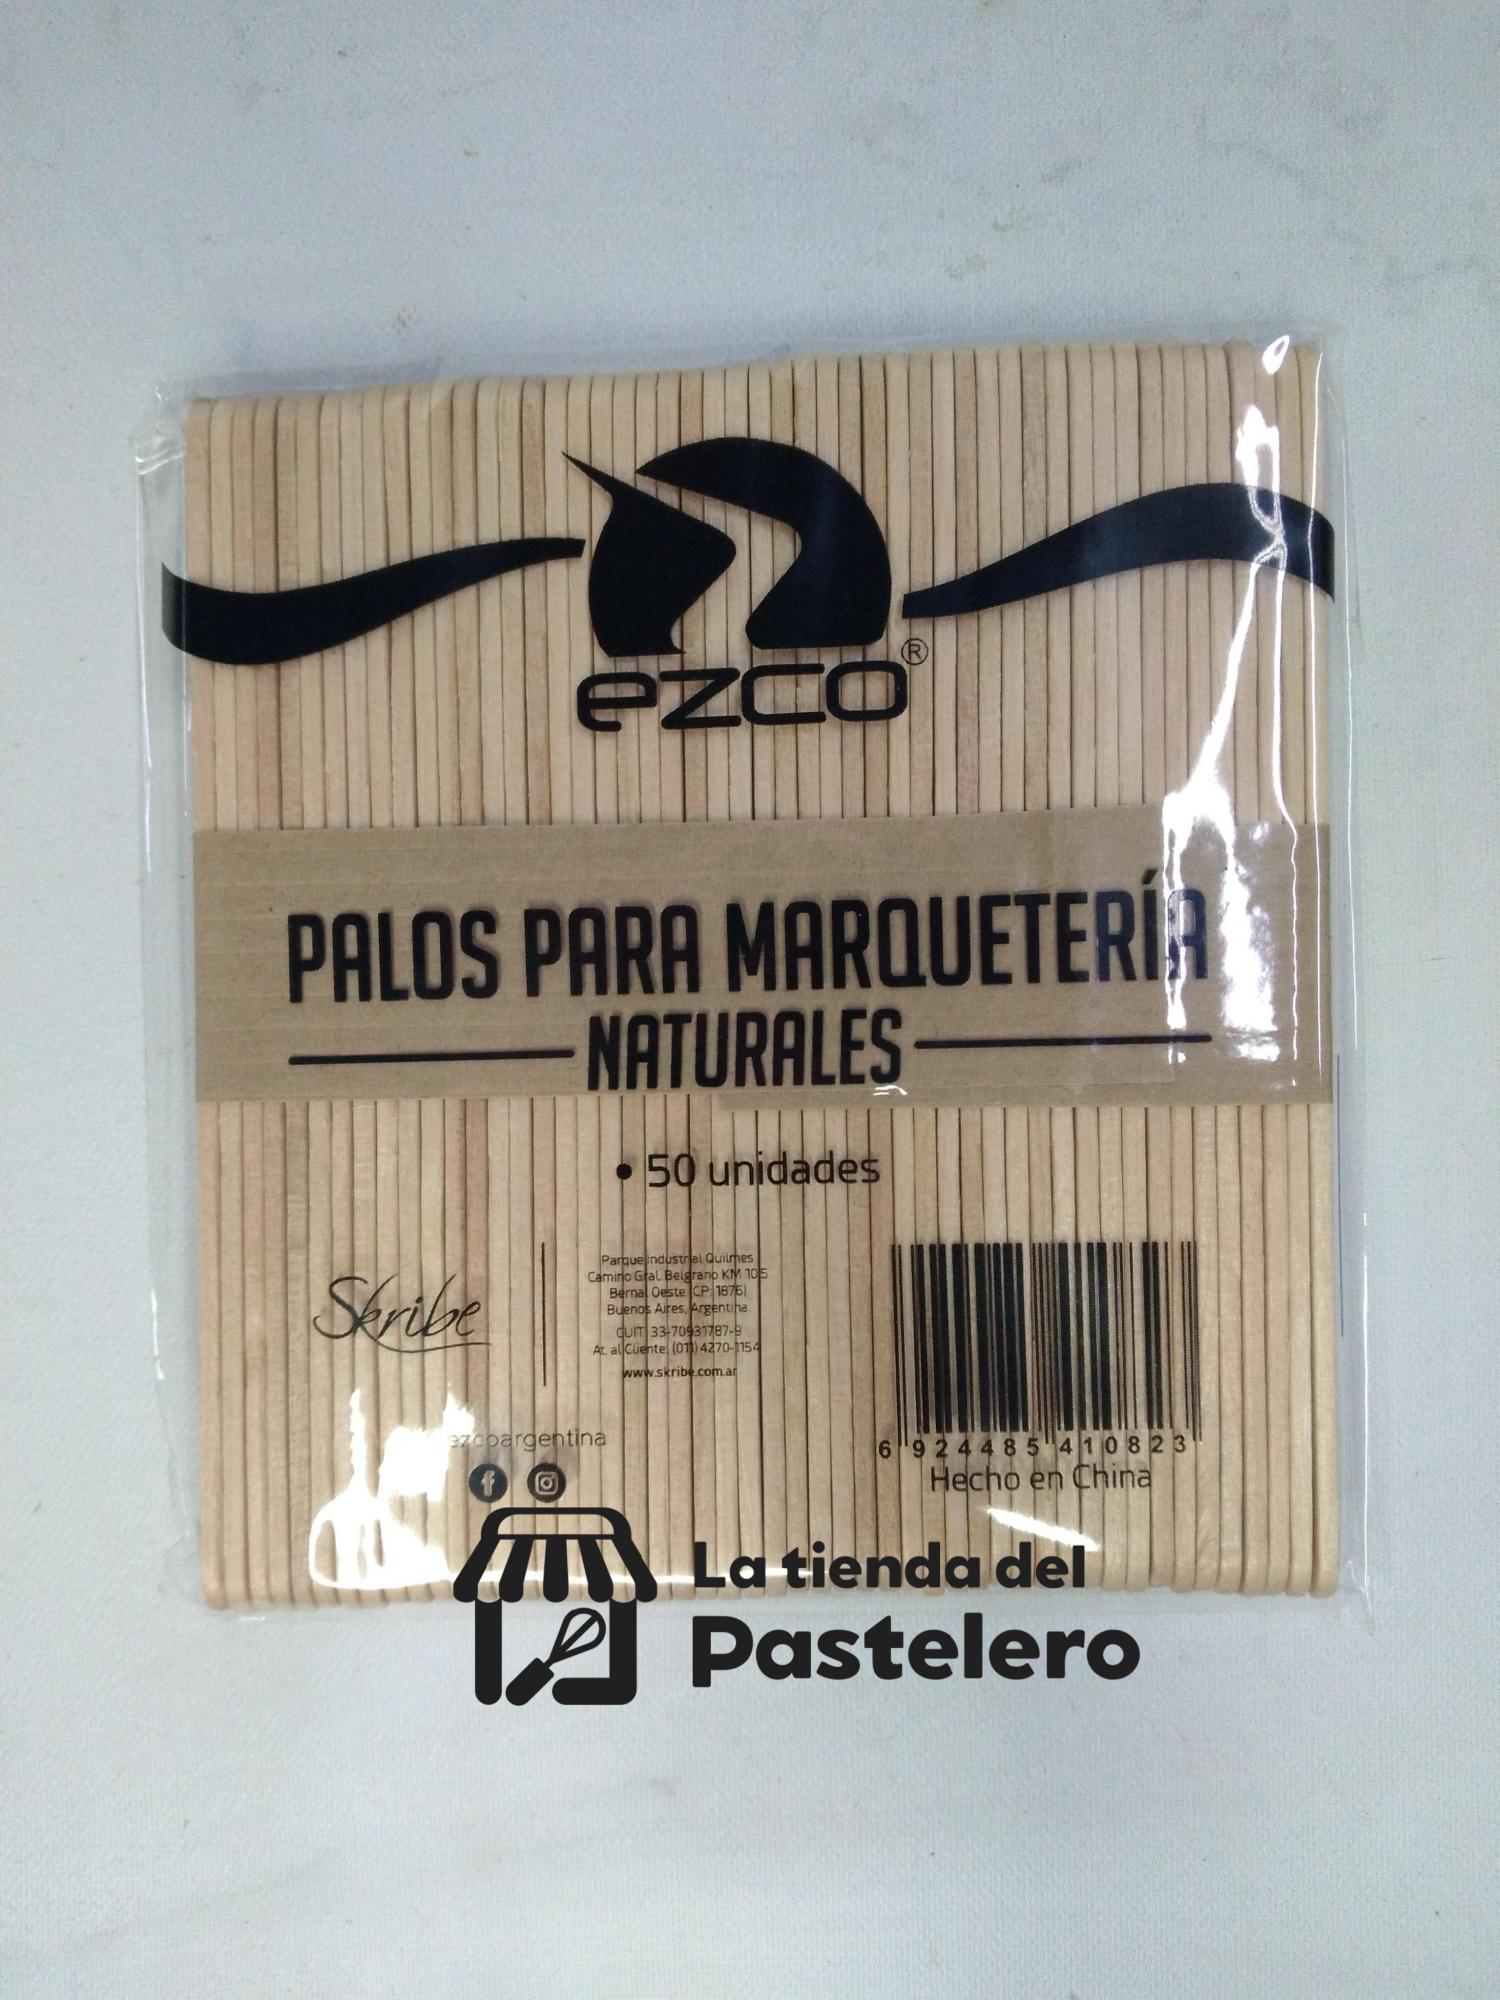 ezco®
PALOS PARA MARQUETERÍA
NATURALES
• 50 unidades
Skribe
Parque Industrial Quilmes
Camino Gral. Belgrano KM 10,5
Bernal Oeste (CP: 1876)
Buenos Aires, Argentina
CUIT: 33-70931787-9
At. al Cliente: (011) 4270-1154
www.skribe.com.ar
6 924485 410823
Hecho en China
ezcoargentina
La tienda del
Pastelero